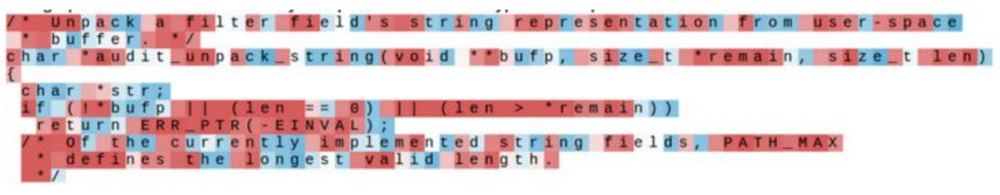 /* Unpack a filter field's string representation from user-space
 * buffer. */
char *audit_unpack_string(void **bufp, size_t *remain, size_t len)
{
  char *str;
  if (!*bufp || (len == 0) || (len > *remain))
    return ERR_PTR(-EINVAL);
  /* Of the currently implemented string fields, PATH_MAX
   * defines the longest valid length.
   */